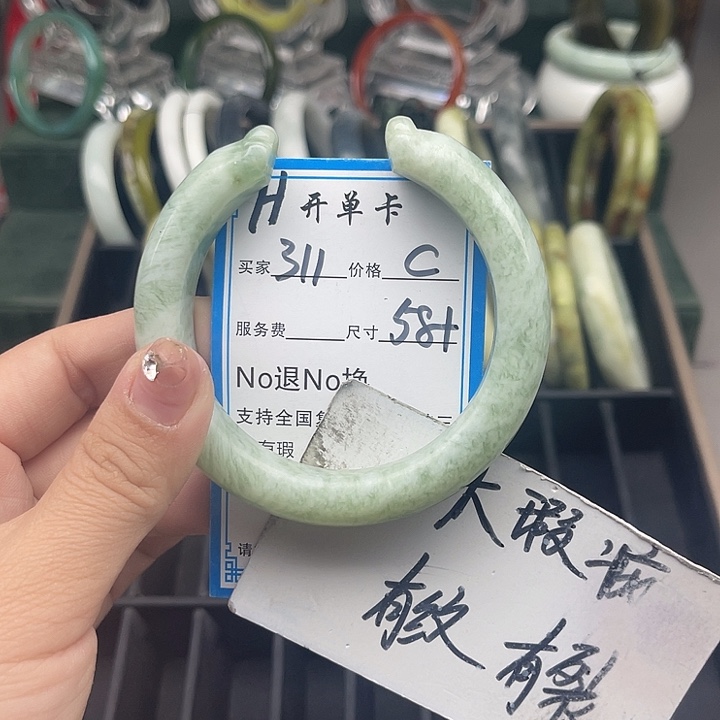 H 开单卡
买家 311 价格 C
服务费 尺寸 58+
No退No换
支持全国
有瑕
请
大瑕疵
有纹 有裂